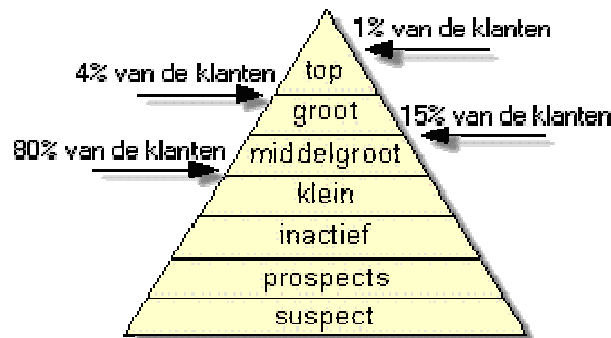 1% van de klanten
top
4% van de klanten
groot
15% van de klanten
80% van de klanten
middelgroot
klein
inactief
prospects
suspect